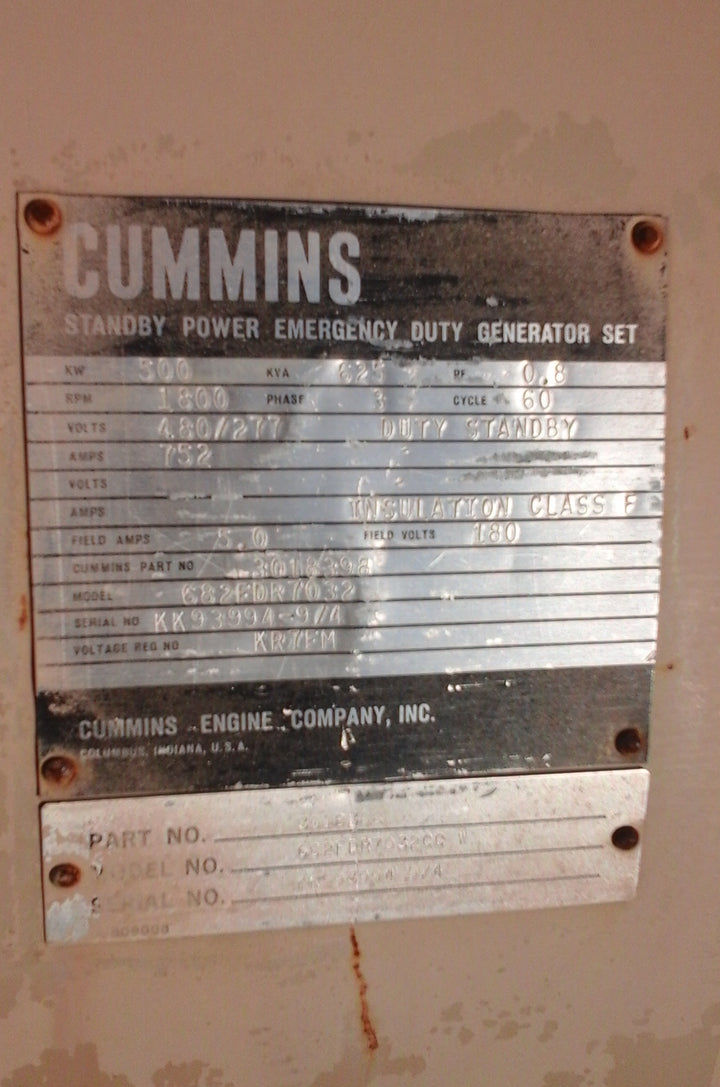 CUMMINS
STANDBY POWER EMERGENCY DUTY GENERATOR SET
KW 500 KVA 625 PF 0.8
RPM 1800 PHASE 3 CYCLE 60
VOLTS 480/277 DUTY STANDBY
AMPS 752
VOLTS
AMPS INSULATION CLASS F
FIELD AMPS 5.0 FIELD VOLTS 180
CUMMINS PART NO 3018398
MODEL 682FDR7032
SERIAL NO KK93994-9/4
VOLTAGE REG NO KR7FM
CUMMINS ENGINE COMPANY, INC.
COLUMBUS, INDIANA, U.S.A.
PART NO.
MODEL NO.
SERIAL NO.